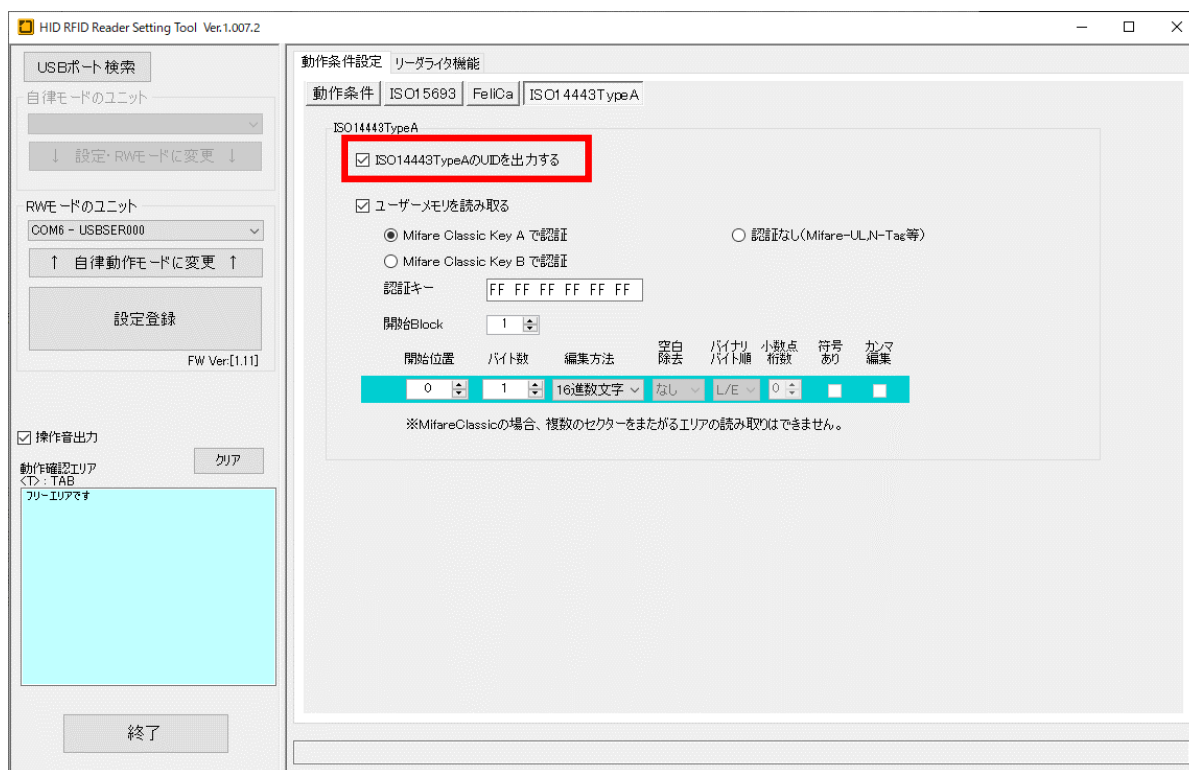 HID RFID Reader Setting Tool Ver.1.007.2
USBポート検索
自律モードのユニット
↓ 設定・RWモードに変更 ↓
RWモードのユニット
COM6 - USBSER000
↑ 自律動作モードに変更 ↑
設定登録
FW Ver:[1.11]
操作音出力
クリア
動作確認エリア
<T>: TAB
フリーエリアです
終了
動作条件設定 リーダライタ機能
動作条件 ISO15693 FeliCa ISO14443TypeA
ISO14443TypeA
ISO14443TypeAのUIDを出力する
ユーザーメモリを読み取る
Mifare Classic Key A で認証 認証なし(Mifare-UL,N-Tag等)
Mifare Classic Key B で認証
認証キー FF FF FF FF FF FF
開始Block 1
開始位置 バイト数 編集方法 空白除去 バイナリバイト順 小数点桁数 符号あり カンマ編集
0 1 16進数文字 なし L/E 0
※MifareClassicの場合、複数のセクターをまたがるエリアの読み取りはできません。